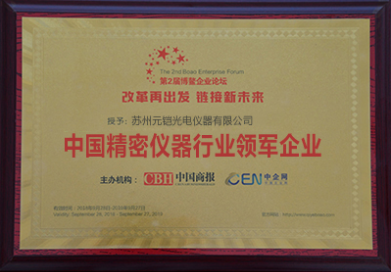 The 2nd Boao Enterprise Forum
第2届博鳌企业论坛
改革再出发 链接新未来
授予：苏州元铠光电仪器有限公司
中国精密仪器行业领军企业
主办机构： CBH 中国商报 CEN 中企网